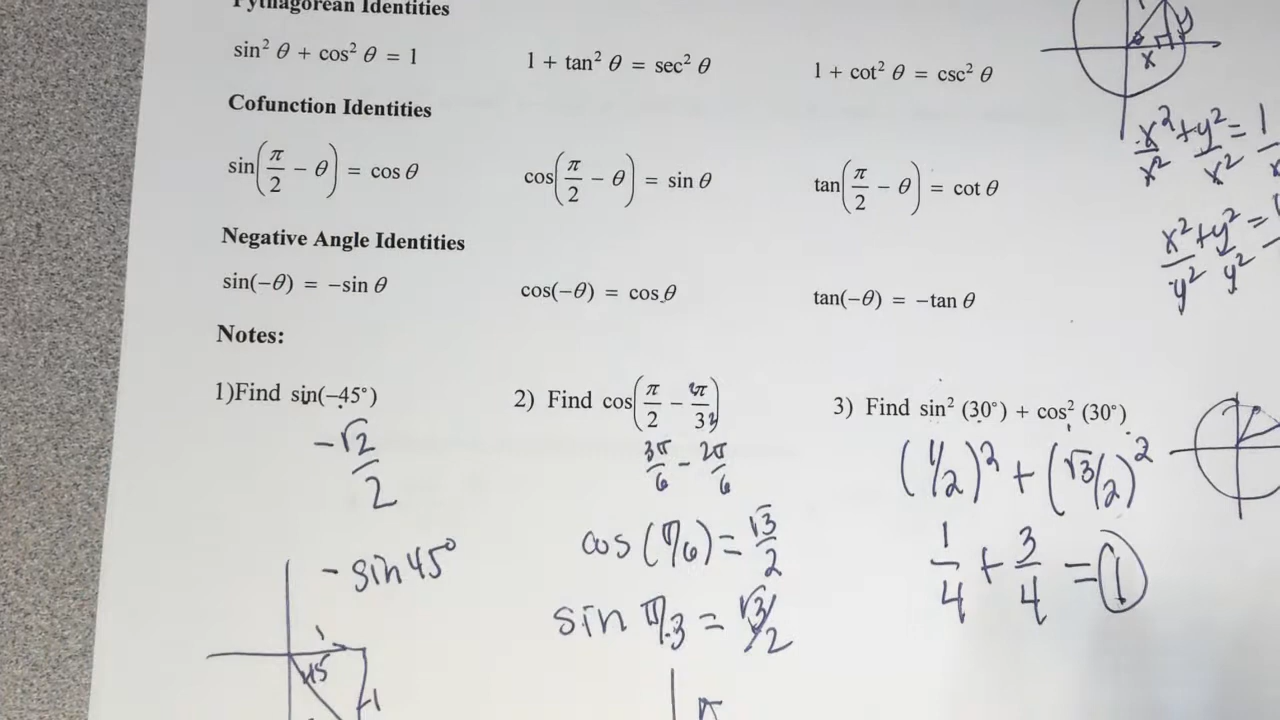 Pythagorean Identities
sin² θ + cos² θ = 1
1 + tan² θ = sec² θ
1 + cot² θ = csc² θ
Cofunction Identities
sin(π/2 − θ) = cos θ
cos(π/2 − θ) = sin θ
tan(π/2 − θ) = cot θ
Negative Angle Identities
sin(−θ) = −sin θ
cos(−θ) = cos θ
tan(−θ) = −tan θ
Notes:
1)Find sin(−45°)
-√2/2
- sin 45°
1
45
-1
2) Find cos(π/2 − π/3)
3π/6 - 2π/6
cos (π/6) = √3/2
sin π/3 = √3/2
3) Find sin² (30°) + cos² (30°)
(1/2)² + (√3/2)²
1/4 + 3/4 = 1
y
x
x²/x² + y²/x² = 1
x²/y² + y²/y² =